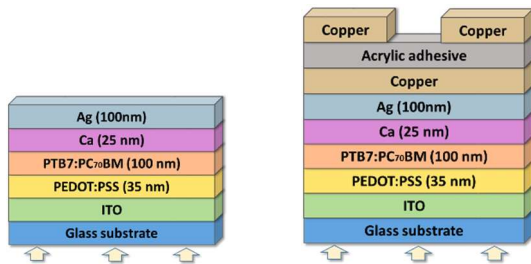 Ag (100nm)
Ca (25 nm)
PTB7:PC₇₀BM (100 nm)
PEDOT:PSS (35 nm)
ITO
Glass substrate
Copper Copper
Acrylic adhesive
Copper
Ag (100nm)
Ca (25 nm)
PTB7:PC₇₀BM (100 nm)
PEDOT:PSS (35 nm)
ITO
Glass substrate